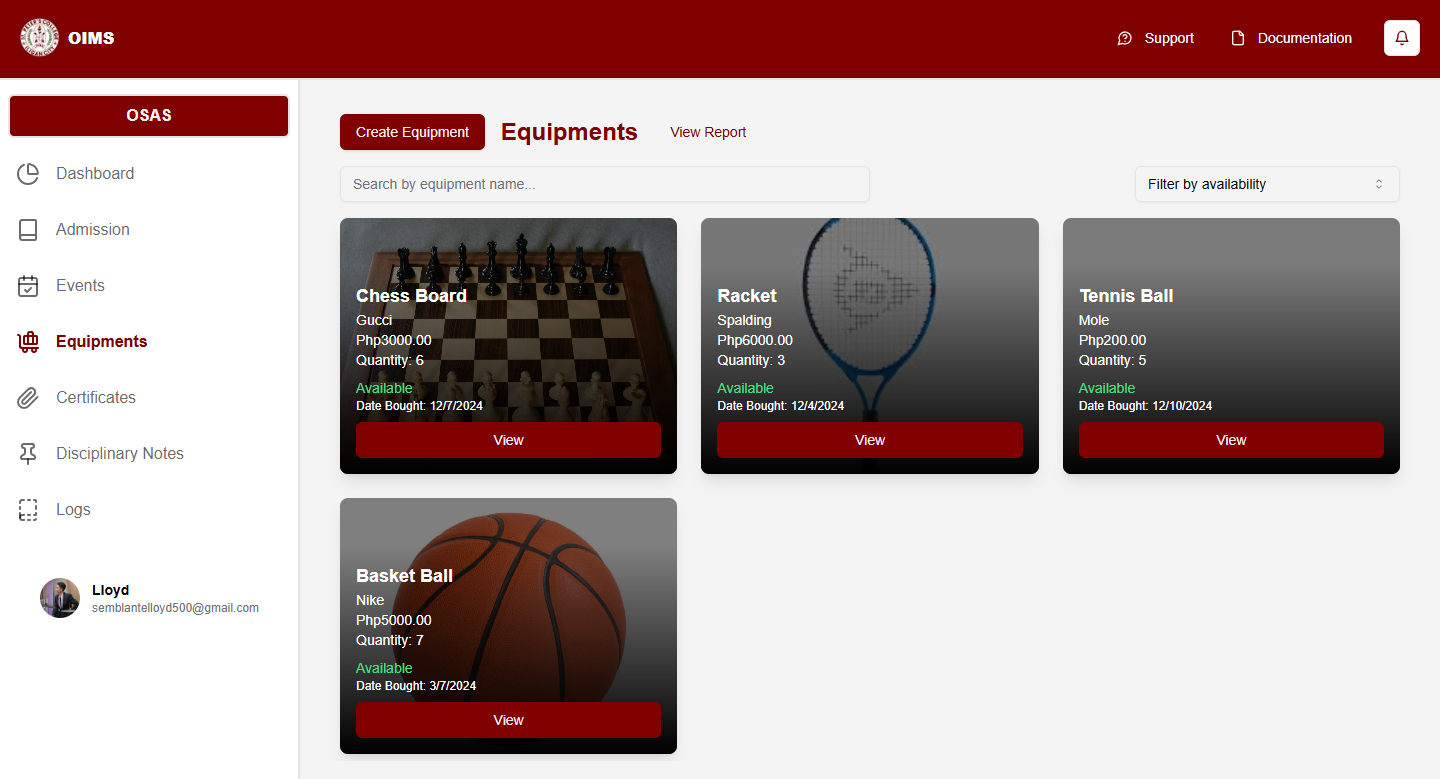 OIMS
Support
Documentation
OSAS
Dashboard
Admission
Events
Equipments
Certificates
Disciplinary Notes
Logs
Lloyd
semblantelloyd500@gmail.com
Create Equipment
Equipments
View Report
Search by equipment name...
Filter by availability
Chess Board
Gucci
Php3000.00
Quantity: 6
Available
Date Bought: 12/7/2024
View
Racket
Spalding
Php6000.00
Quantity: 3
Available
Date Bought: 12/4/2024
View
Tennis Ball
Mole
Php200.00
Quantity: 5
Available
Date Bought: 12/10/2024
View
Basket Ball
Nike
Php5000.00
Quantity: 7
Available
Date Bought: 3/7/2024
View